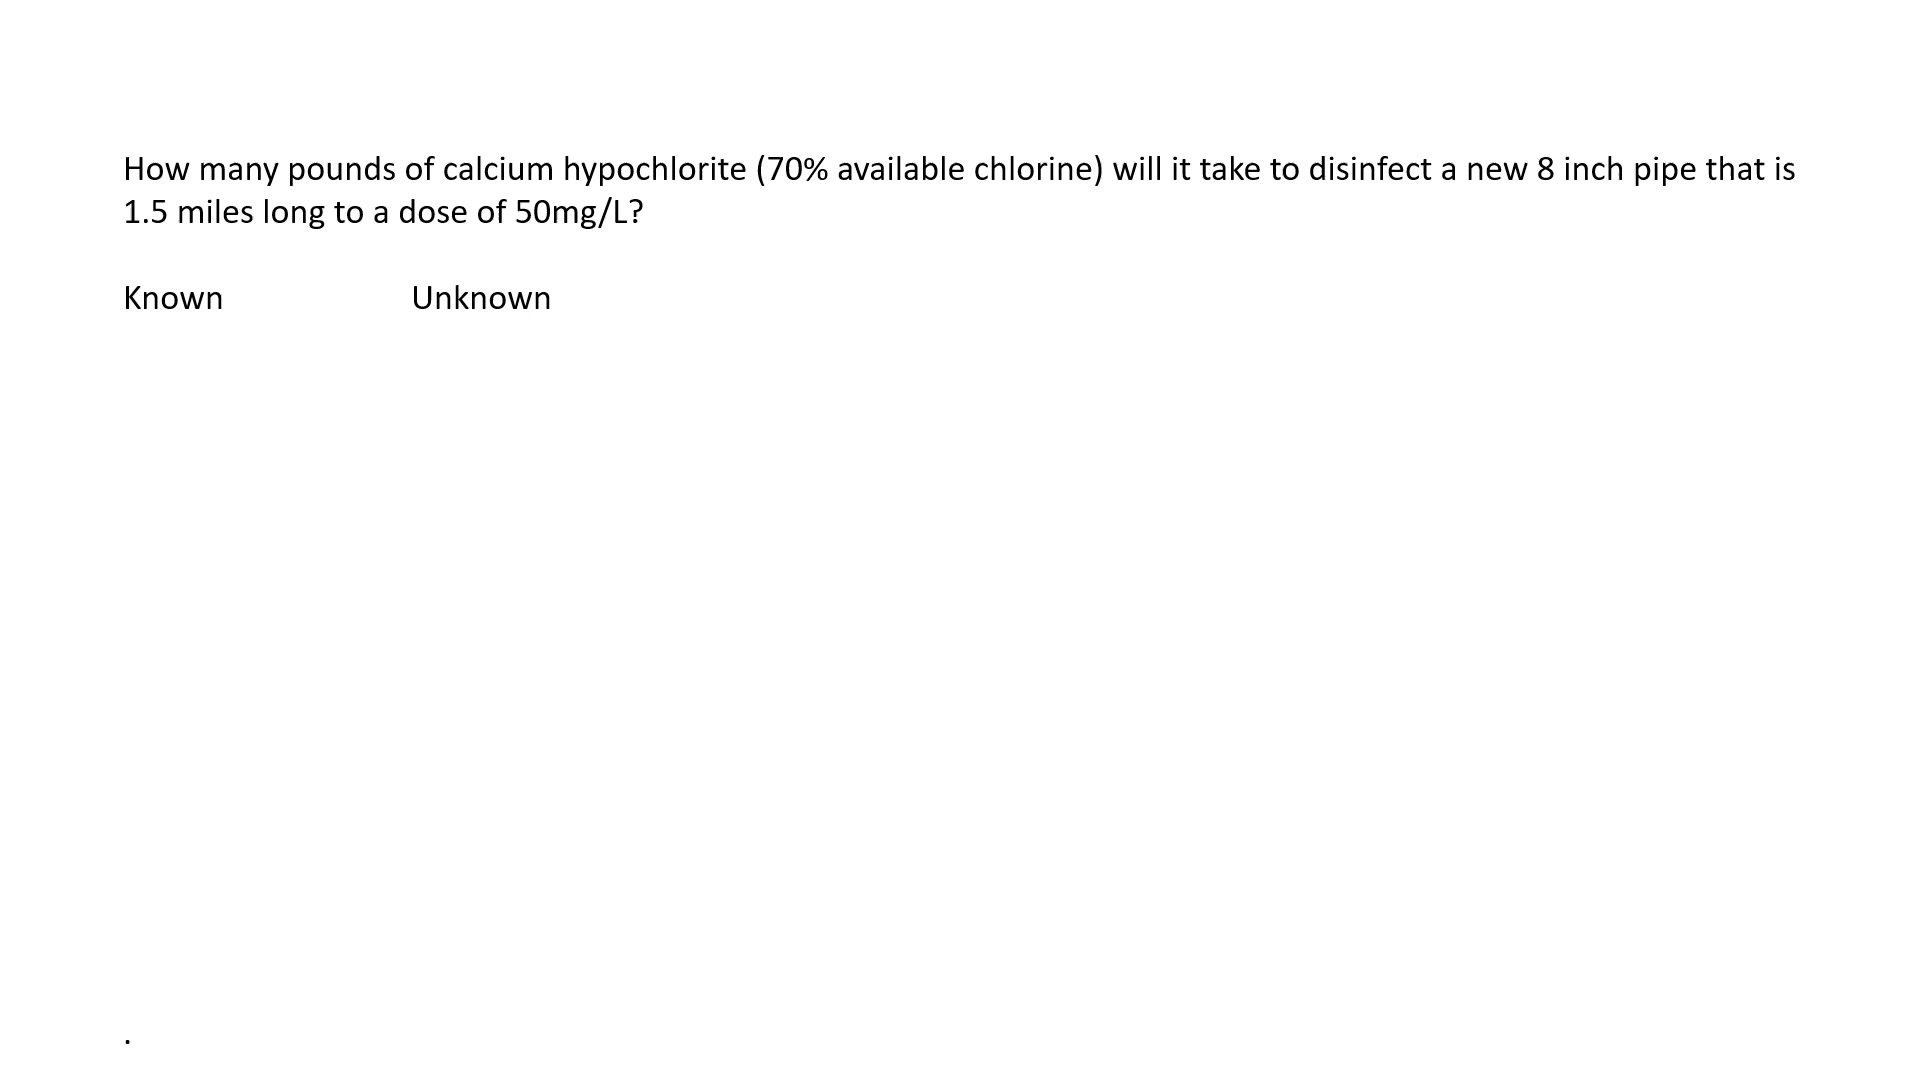 How many pounds of calcium hypochlorite (70% available chlorine) will it take to disinfect a new 8 inch pipe that is
1.5 miles long to a dose of 50mg/L?
Known Unknown
.